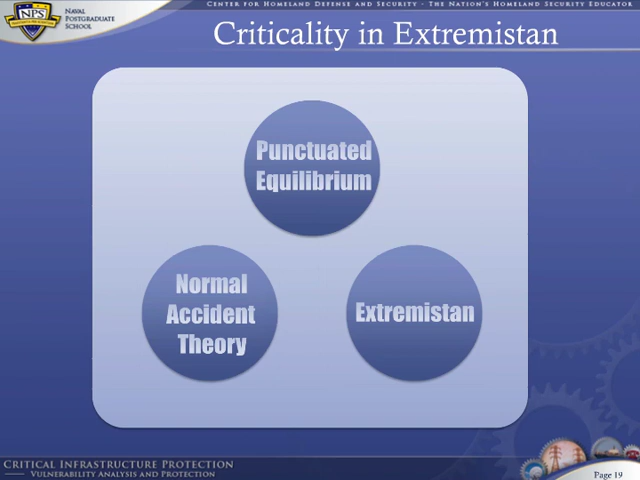 CENTER FOR HOMELAND DEFENSE AND SECURITY · THE NATION'S HOMELAND SECURITY EDUCATOR
NPS
NAVAL
POSTGRADUATE
SCHOOL
Criticality in Extremistan
Punctuated
Equilibrium
Normal
Accident
Theory
Extremistan
CRITICAL INFRASTRUCTURE PROTECTION
VULNERABILITY ANALYSIS AND PROTECTION
Page 19